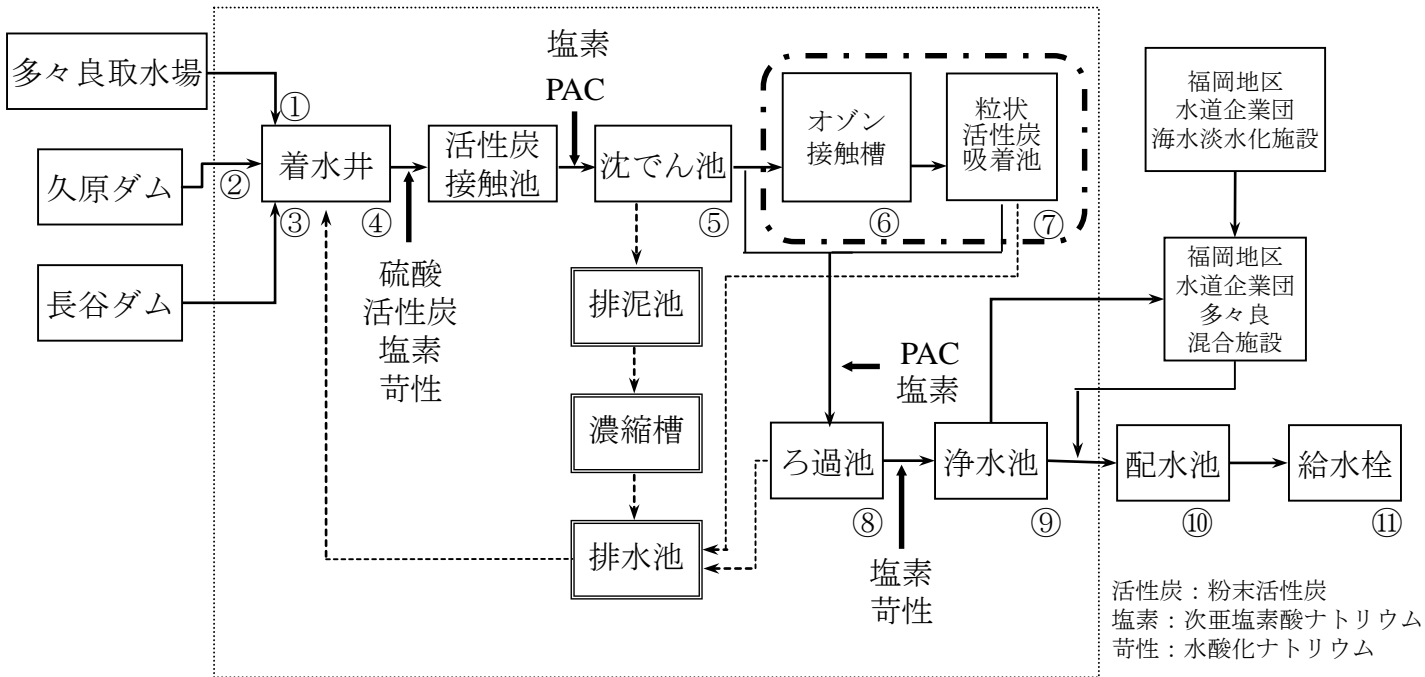 塩素
PAC
多々良取水場
①
久原ダム
②
長谷ダム
③
着水井
④
硫酸
活性炭
塩素
苛性
活性炭
接触池
沈でん池
⑤
オゾン
接触槽
⑥
粒状
活性炭
吸着池
⑦
福岡地区
水道企業団
海水淡水化施設
福岡地区
水道企業団
多々良
混合施設
排泥池
濃縮槽
排水池
PAC
塩素
ろ過池
⑧
塩素
苛性
浄水池
⑨
配水池
⑩
給水栓
⑪
活性炭：粉末活性炭
塩素：次亜塩素酸ナトリウム
苛性：水酸化ナトリウム